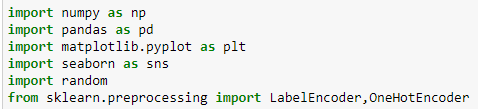 import numpy as np
import pandas as pd
import matplotlib.pyplot as plt
import seaborn as sns
import random
from sklearn.preprocessing import LabelEncoder,OneHotEncoder